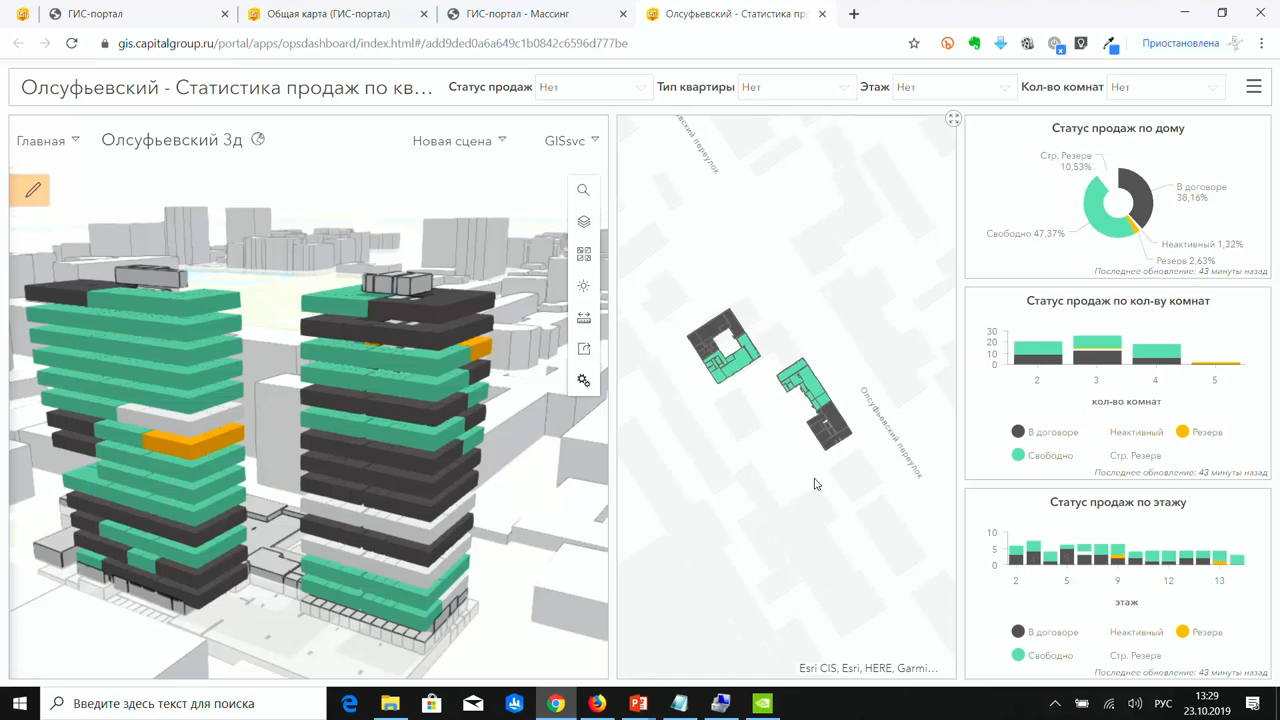 ГИС-портал
Общая карта (ГИС-портал)
ГИС-портал - Массинг
Олсуфьевский - Статистика про
gis.capitalgroup.ru/portal/apps/opsdashboard/index.html#/add9ded0a6a649c1b0842c6596d777be
Приостановлена
Олсуфьевский - Статистика продаж по кв...
Статус продаж
Нет
Тип квартиры
Нет
Этаж
Нет
Кол-во комнат
Нет
Главная
Олсуфьевский 3д
Новая сцена
GISsvc
вский переулок
Олсуфьевский переулок
Esri CIS, Esri, HERE, Garmi...
Статус продаж по дому
Стр. Резерв
10,53%
В договоре
38,16%
Свободно 47,37%
Неактивный 1,32%
Резерв 2,63%
Последнее обновление: 43 минуты назад
Статус продаж по кол-ву комнат
30
20
10
0
2 3 4 5
кол-во комнат
В договоре Неактивный Резерв
Свободно Стр. Резерв
Последнее обновление: 43 минуты назад
Статус продаж по этажу
10
5
0
2 5 9 11 13
этаж
В договоре Неактивный Резерв
Свободно Стр. Резерв
Последнее обновление: 43 минуты назад
Введите здесь текст для поиска
РУС
13:29
23.10.2019